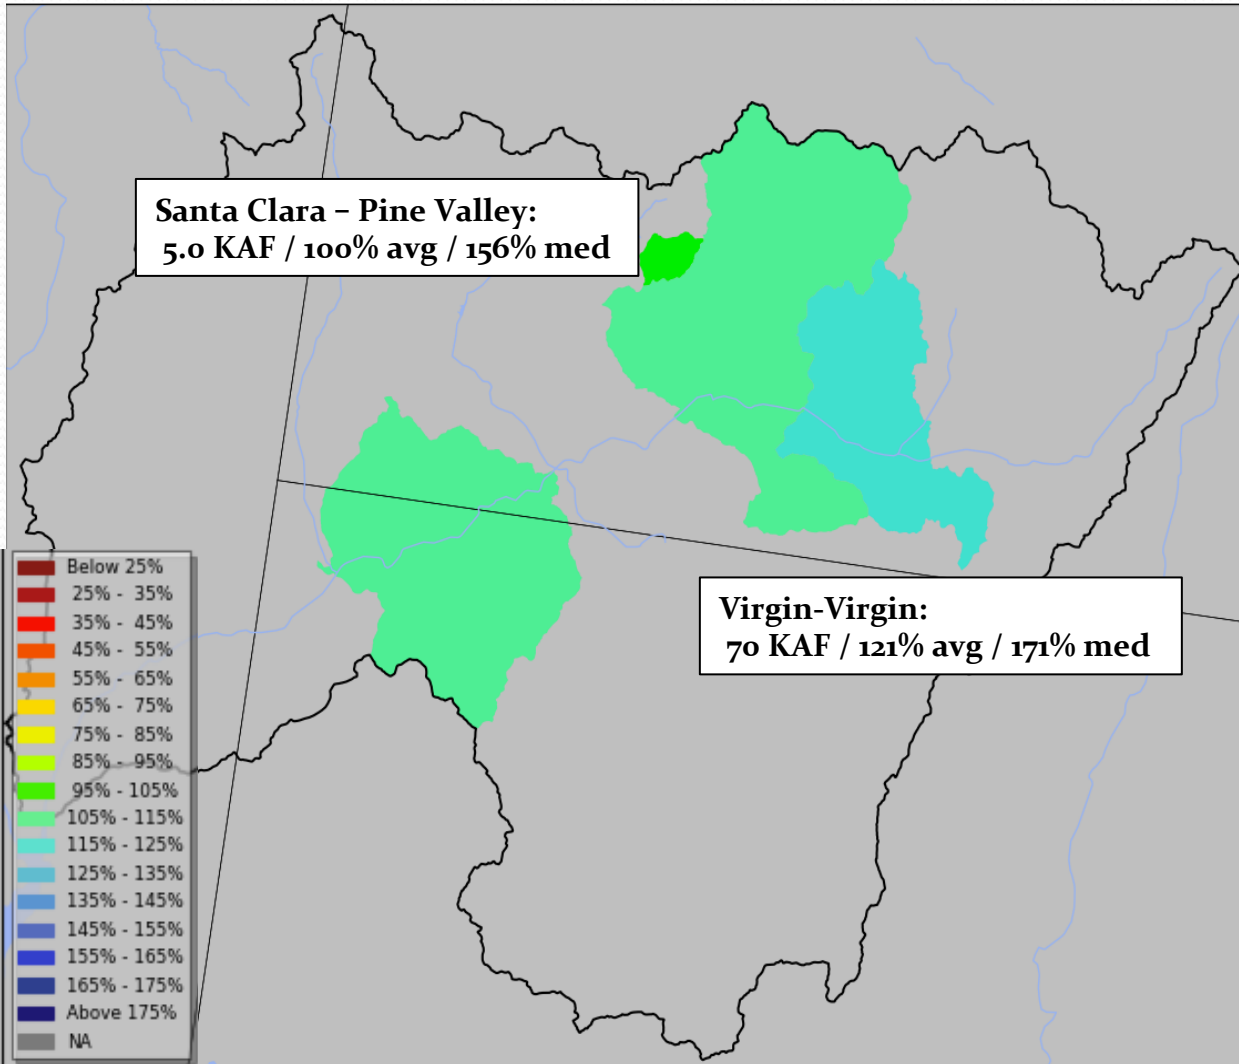 Santa Clara – Pine Valley:
5.0 KAF / 100% avg / 156% med
Virgin-Virgin:
70 KAF / 121% avg / 171% med
Below 25%
25% - 35%
35% - 45%
45% - 55%
55% - 65%
65% - 75%
75% - 85%
85% - 95%
95% - 105%
105% - 115%
115% - 125%
125% - 135%
135% - 145%
145% - 155%
155% - 165%
165% - 175%
Above 175%
NA